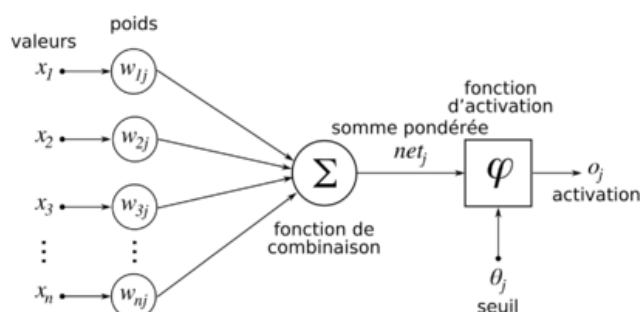 valeurs
poids
x1
w1j
x2
w2j
x3
w3j
⋮ ⋮
xn
wnj
Σ
fonction de
combinaison
somme pondérée
netj
fonction
d'activation
φ
oj
activation
θj
seuil